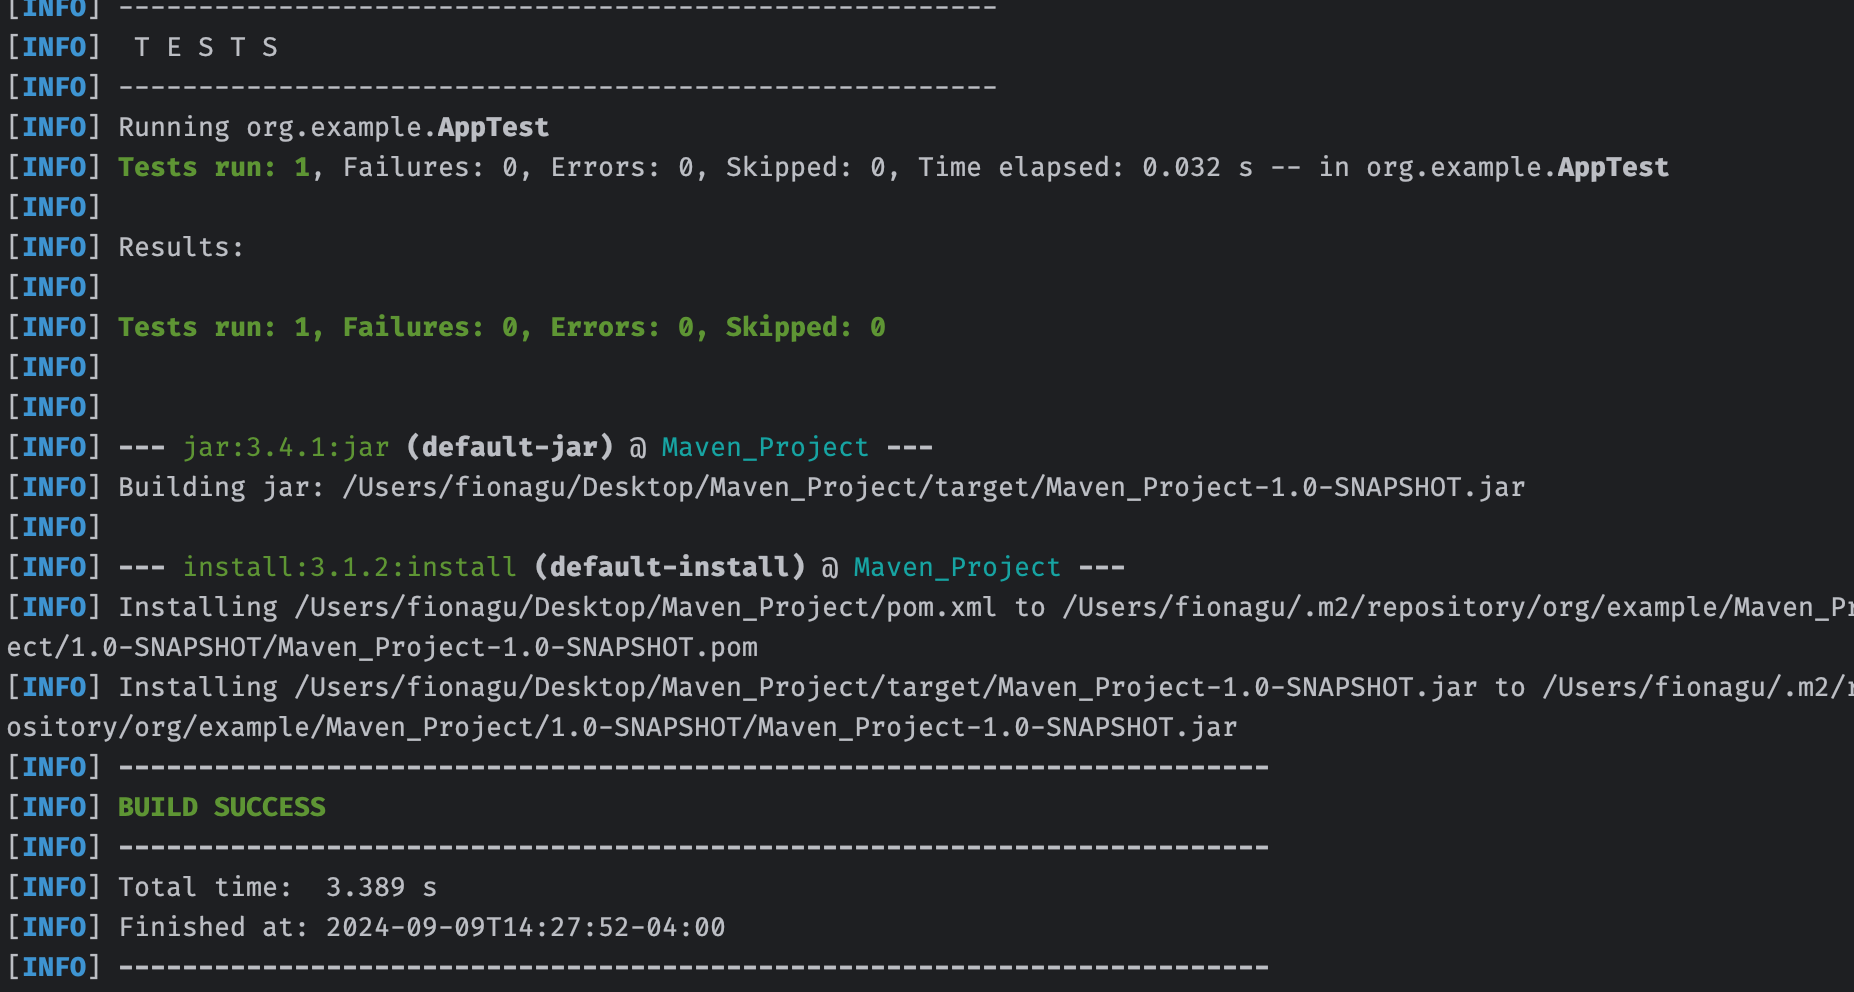 [INFO] -------------------------------------------------------
[INFO]  T E S T S
[INFO] -------------------------------------------------------
[INFO] Running org.example.AppTest
[INFO] Tests run: 1, Failures: 0, Errors: 0, Skipped: 0, Time elapsed: 0.032 s -- in org.example.AppTest
[INFO]
[INFO] Results:
[INFO]
[INFO] Tests run: 1, Failures: 0, Errors: 0, Skipped: 0
[INFO]
[INFO]
[INFO] --- jar:3.4.1:jar (default-jar) @ Maven_Project ---
[INFO] Building jar: /Users/fionagu/Desktop/Maven_Project/target/Maven_Project-1.0-SNAPSHOT.jar
[INFO]
[INFO] --- install:3.1.2:install (default-install) @ Maven_Project ---
[INFO] Installing /Users/fionagu/Desktop/Maven_Project/pom.xml to /Users/fionagu/.m2/repository/org/example/Maven_Pr
ect/1.0-SNAPSHOT/Maven_Project-1.0-SNAPSHOT.pom
[INFO] Installing /Users/fionagu/Desktop/Maven_Project/target/Maven_Project-1.0-SNAPSHOT.jar to /Users/fionagu/.m2/r
ository/org/example/Maven_Project/1.0-SNAPSHOT/Maven_Project-1.0-SNAPSHOT.jar
[INFO] ------------------------------------------------------------------------
[INFO] BUILD SUCCESS
[INFO] ------------------------------------------------------------------------
[INFO] Total time:  3.389 s
[INFO] Finished at: 2024-09-09T14:27:52-04:00
[INFO] ------------------------------------------------------------------------